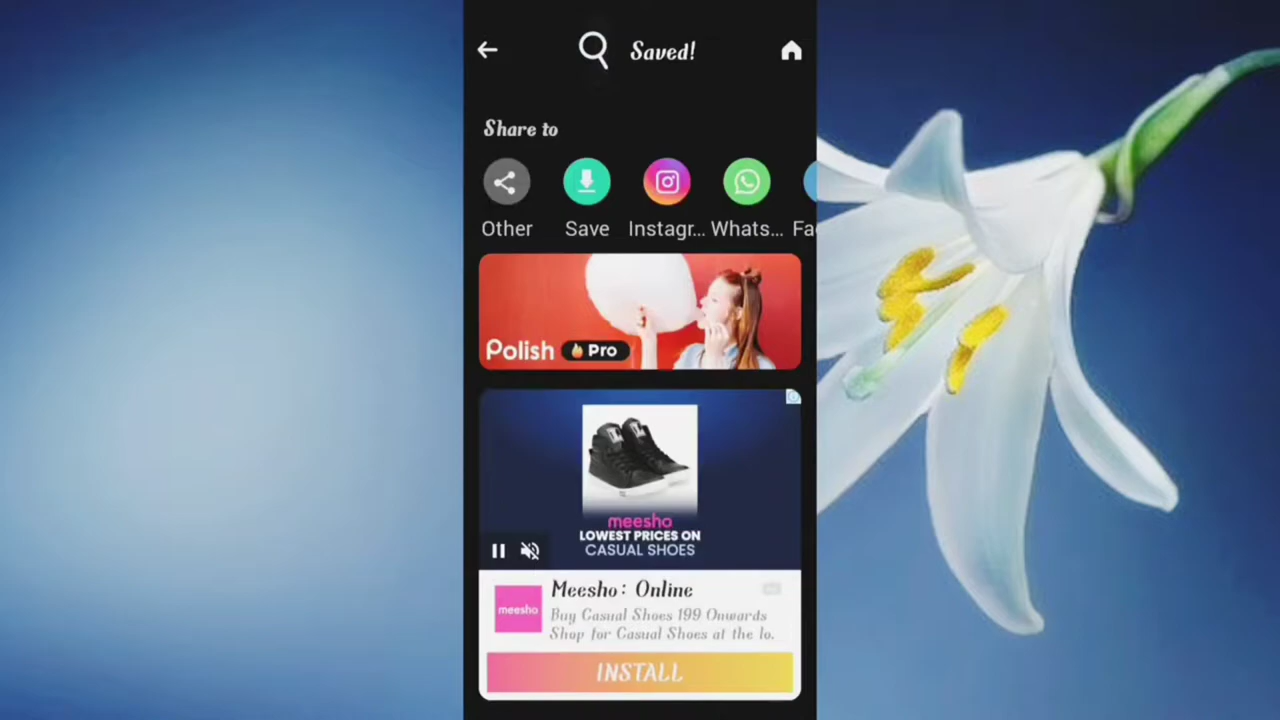 Saved!
Share to
Other
Save
Instagr...
Whats...
Fa
Polish Pro
meesho
LOWEST PRICES ON
CASUAL SHOES
meesho
Meesho: Online
Buy Casual Shoes 199 Onwards
Shop for Casual Shoes at the lo.
INSTALL